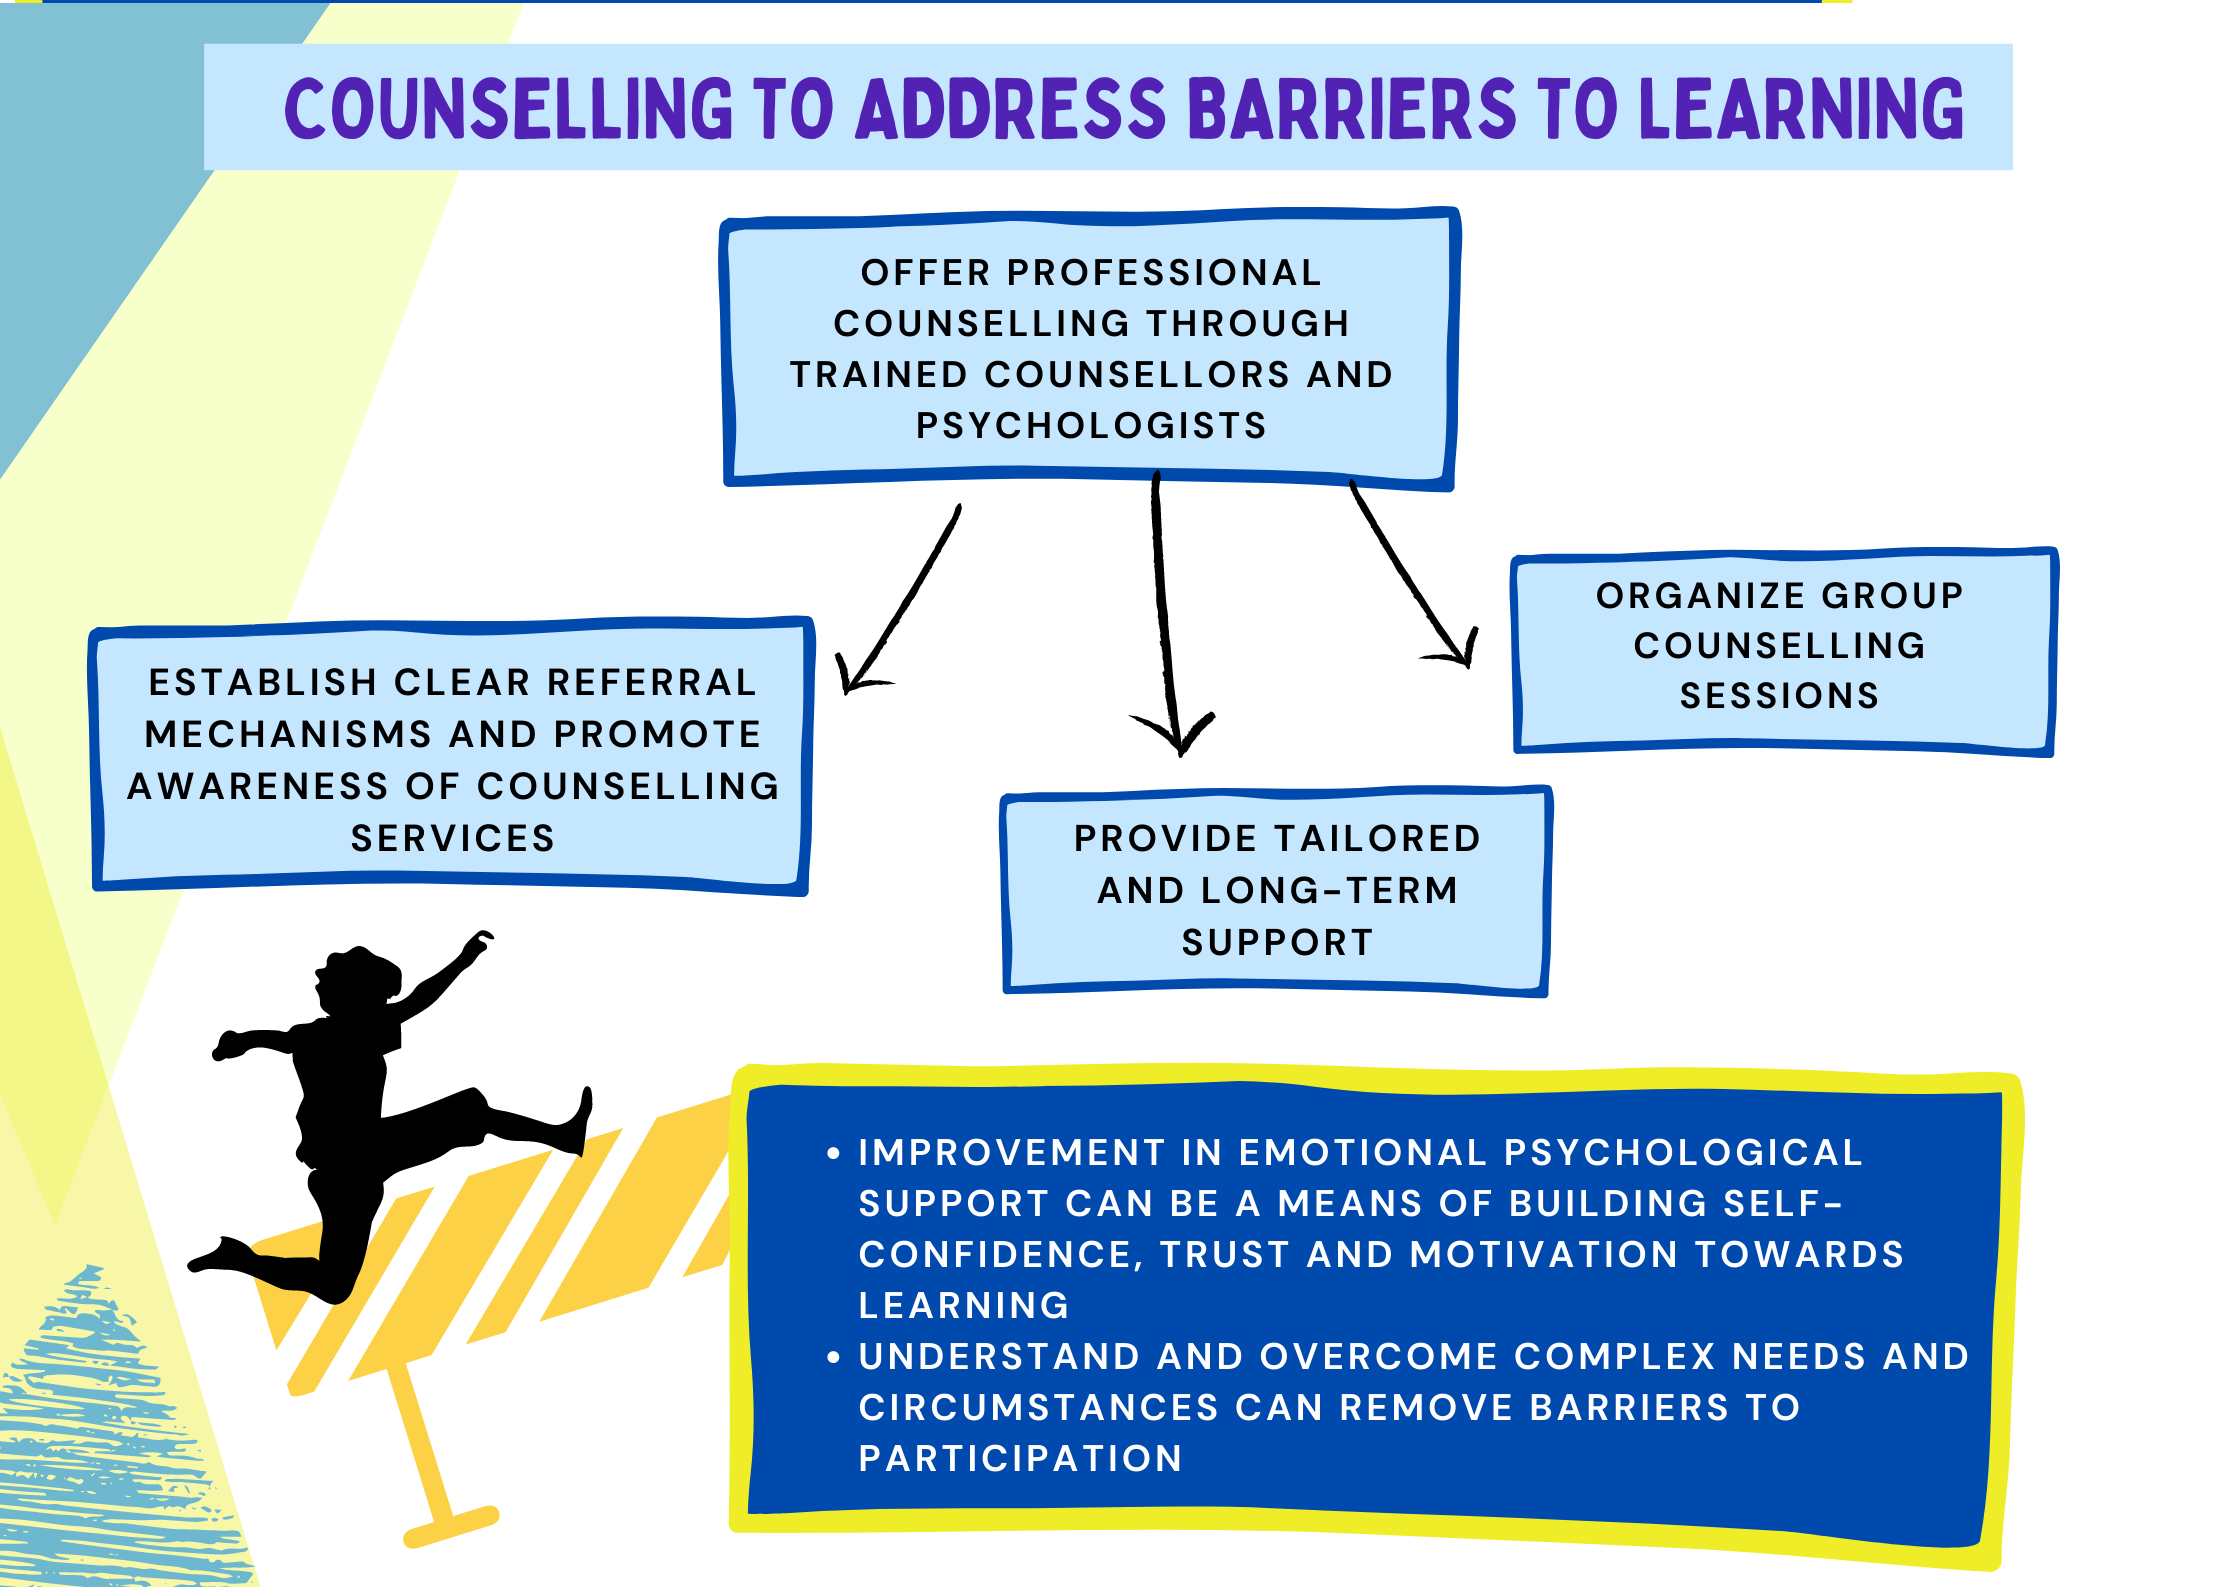 COUNSELLING TO ADDRESS BARRIERS TO LEARNING
OFFER PROFESSIONAL
COUNSELLING THROUGH
TRAINED COUNSELLORS AND
PSYCHOLOGISTS
ESTABLISH CLEAR REFERRAL
MECHANISMS AND PROMOTE
AWARENESS OF COUNSELLING
SERVICES
ORGANIZE GROUP
COUNSELLING
SESSIONS
PROVIDE TAILORED
AND LONG-TERM
SUPPORT
• IMPROVEMENT IN EMOTIONAL PSYCHOLOGICAL
SUPPORT CAN BE A MEANS OF BUILDING SELF-
CONFIDENCE, TRUST AND MOTIVATION TOWARDS
LEARNING
• UNDERSTAND AND OVERCOME COMPLEX NEEDS AND
CIRCUMSTANCES CAN REMOVE BARRIERS TO
PARTICIPATION